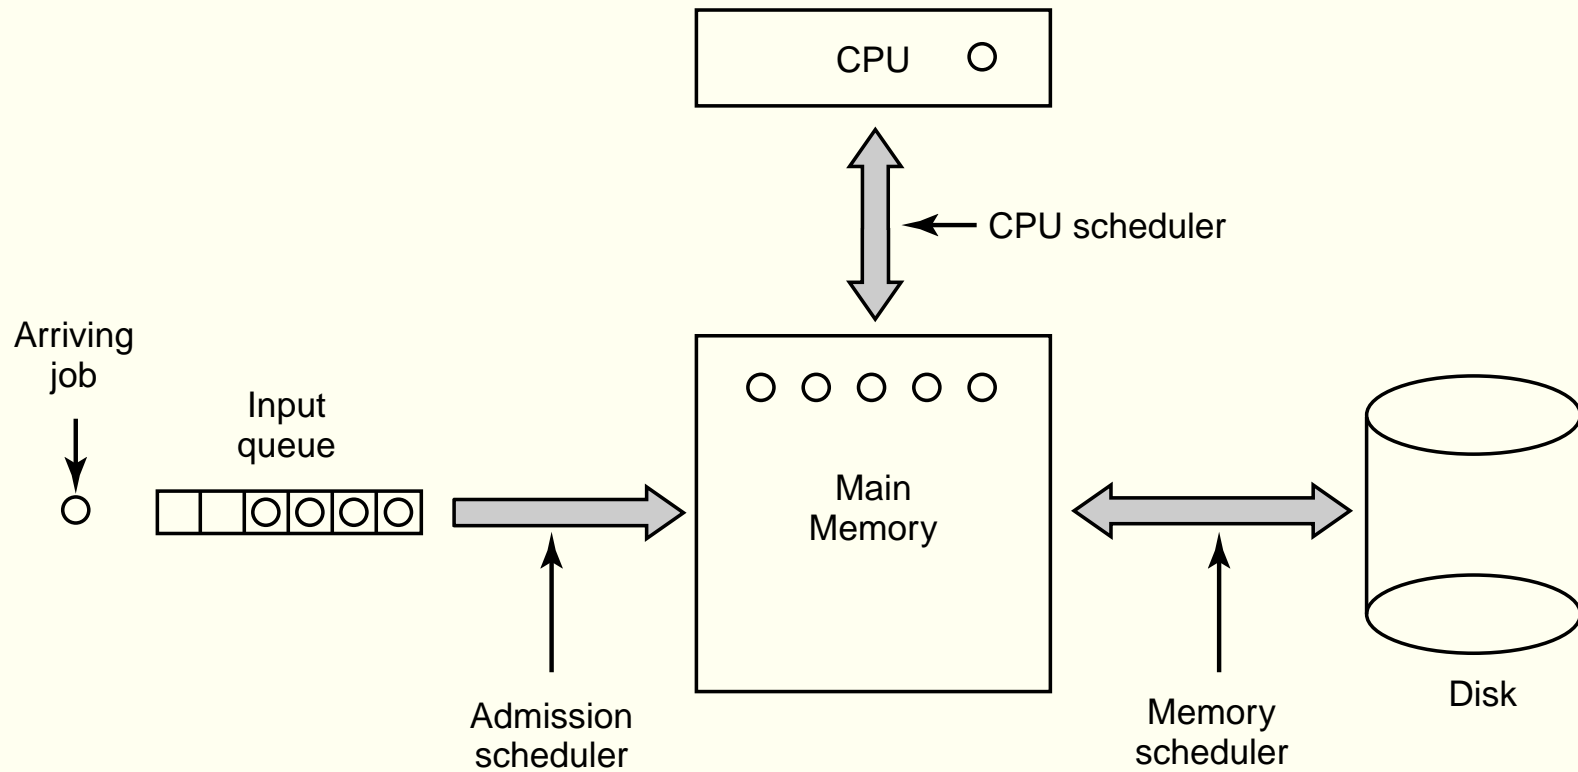 CPU
CPU scheduler
Arriving
job
Input
queue
Main
Memory
Admission
scheduler
Memory
scheduler
Disk